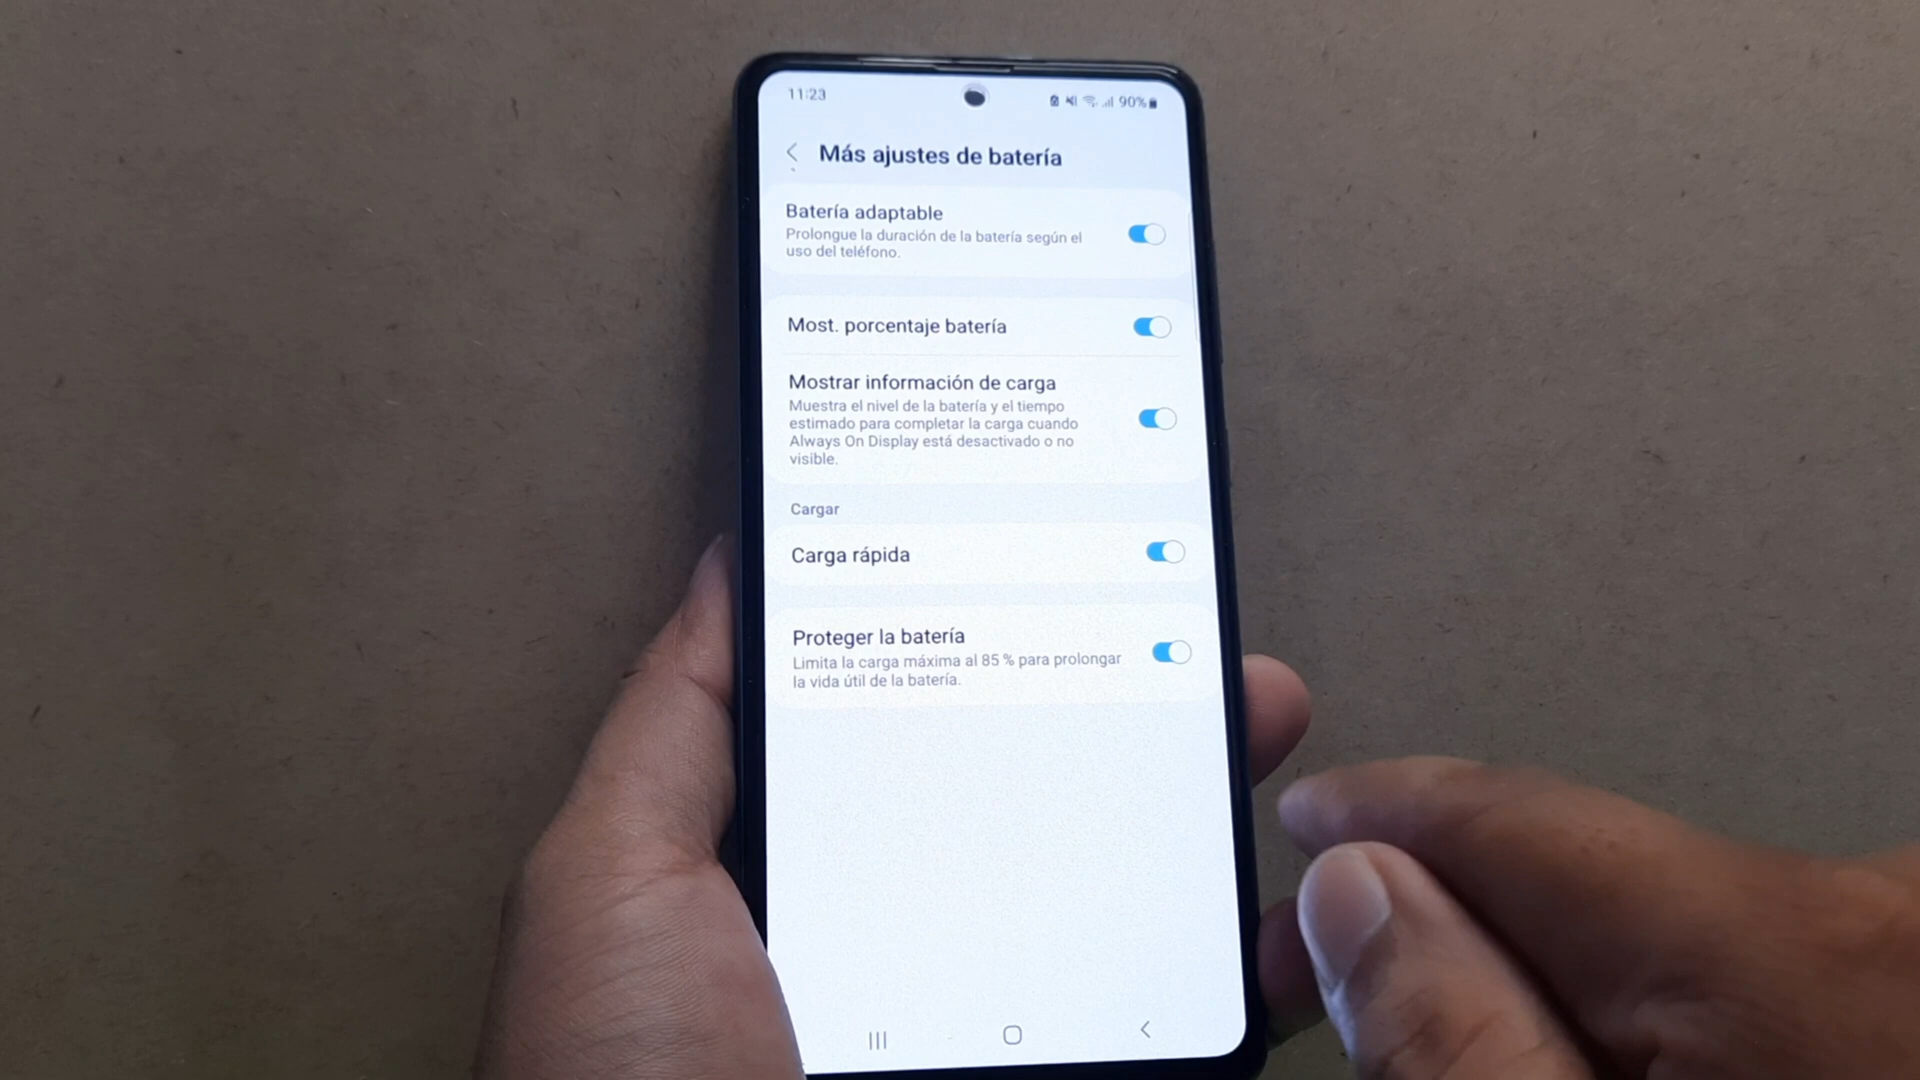 11:23
90%
Más ajustes de batería
Batería adaptable
Prolongue la duración de la batería según el
uso del teléfono.
Most. porcentaje batería
Mostrar información de carga
Muestra el nivel de la batería y el tiempo
estimado para completar la carga cuando
Always On Display está desactivado o no
visible.
Cargar
Carga rápida
Proteger la batería
Limita la carga máxima al 85 % para prolongar
la vida útil de la batería.